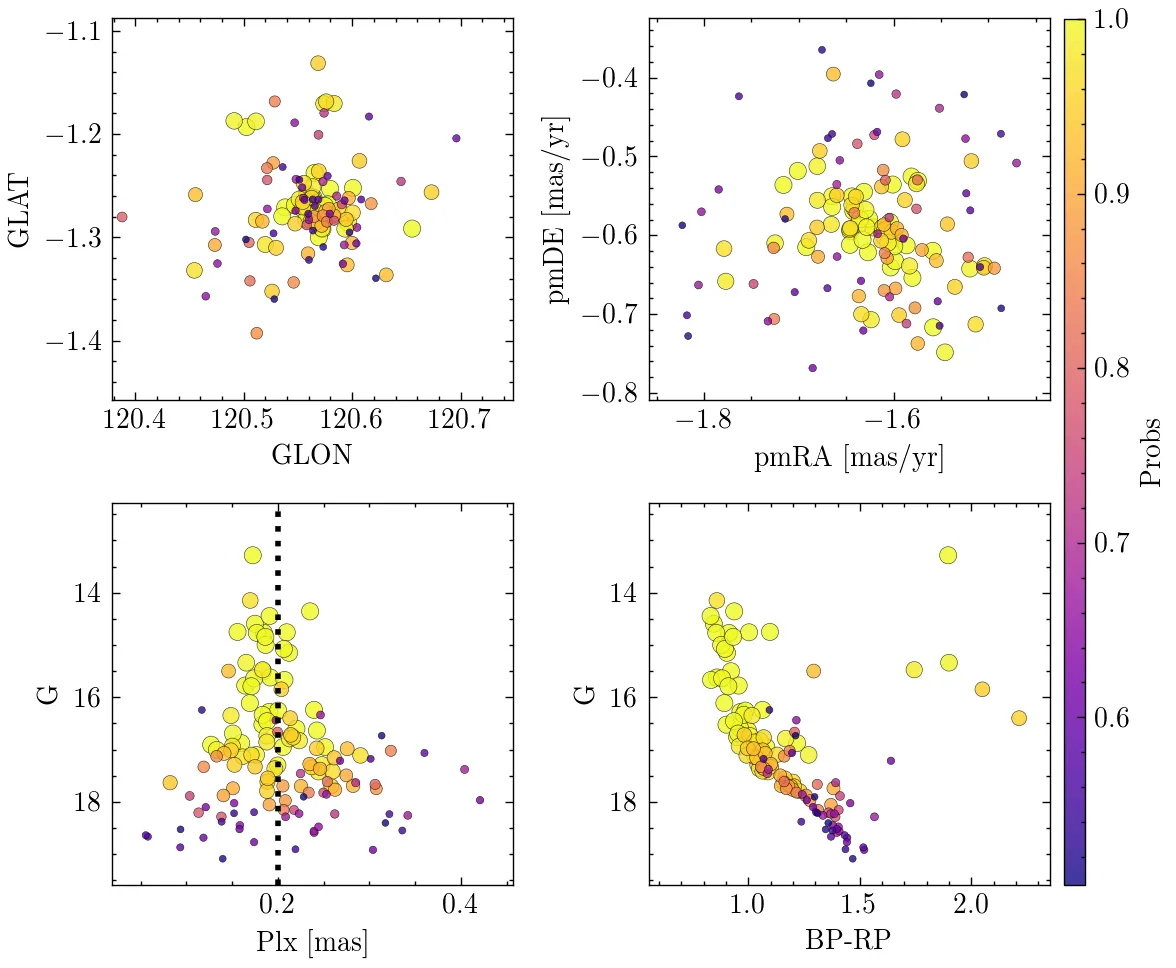 −1.1
−1.2
−1.3
−1.4
GLAT
120.4 120.5 120.6 120.7
GLON
−0.4
−0.5
−0.6
−0.7
−0.8
pmDE [mas/yr]
−1.8 −1.6
pmRA [mas/yr]
14
16
18
G
0.2 0.4
Plx [mas]
14
16
18
G
1.0 1.5 2.0
BP-RP
1.0
0.9
0.8
0.7
0.6
Probs